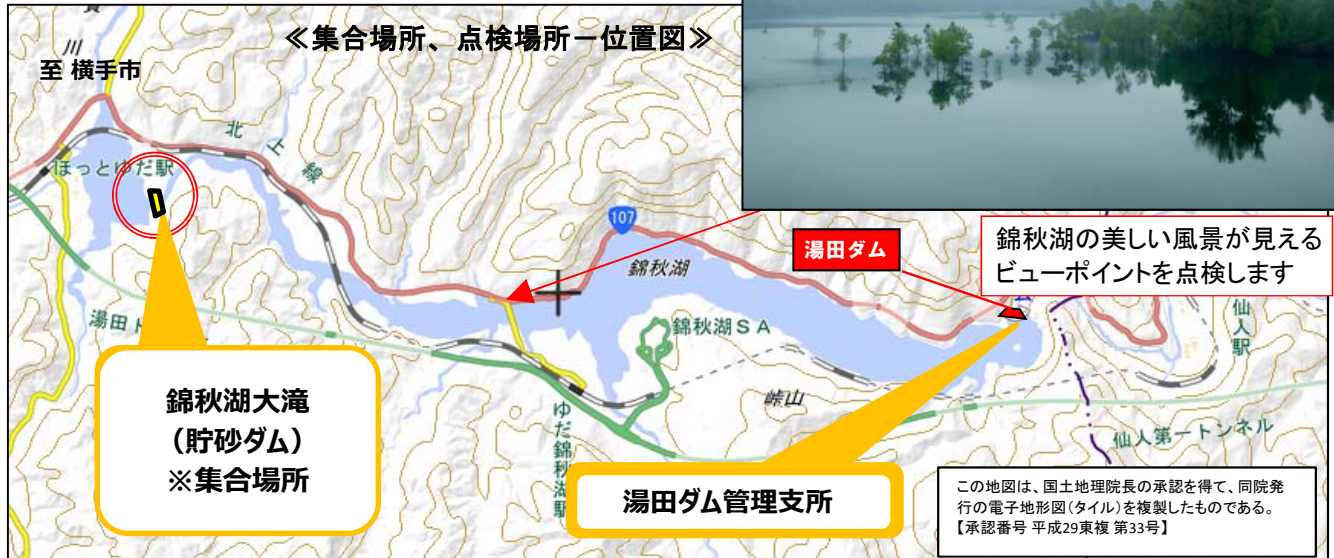 ≪集合場所、点検場所－位置図≫
川
至 横手市
北上線
ほっとゆだ駅
107
錦秋湖
湯田ダム
錦秋湖の美しい風景が見える
ビューポイントを点検します
仙人駅
湯田ト
錦秋湖SA
峠山
ゆだ錦秋湖駅
仙人第一トンネル
錦秋湖大滝
(貯砂ダム)
※集合場所
湯田ダム管理支所
この地図は、国土地理院長の承認を得て、同院発
行の電子地形図(タイル)を複製したものである。
【承認番号 平成29東複 第33号】